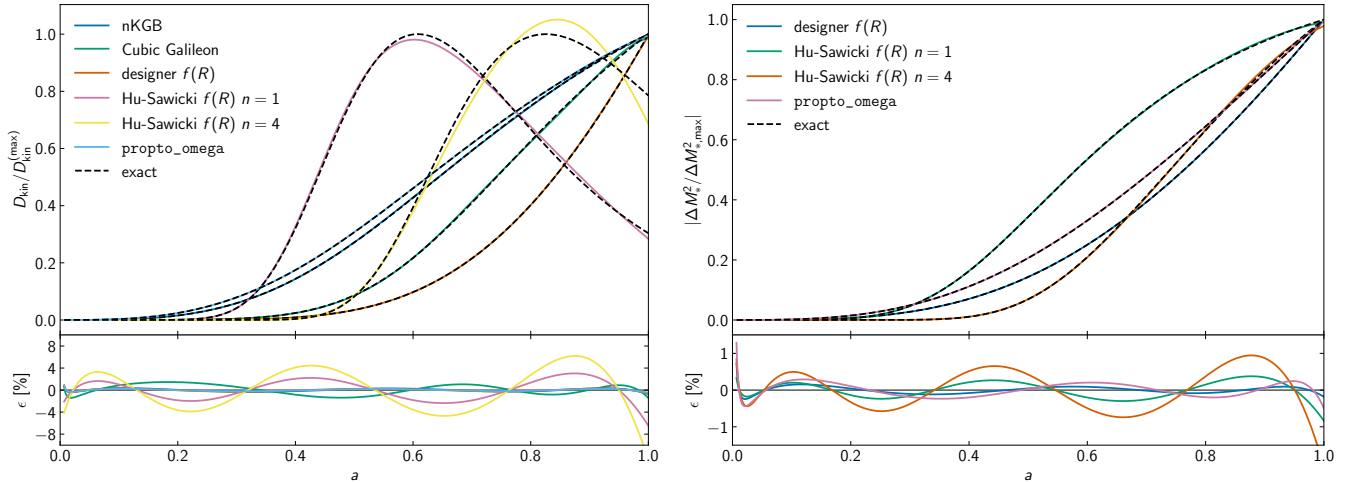 nKGB
Cubic Galileon
designer f(R)
Hu-Sawicki f(R) n = 1
Hu-Sawicki f(R) n = 4
propto_omega
exact
D_kin/D_kin^(max)
1.0
0.8
0.6
0.4
0.2
0.0
ϵ [%]
8
4
0
−4
−8
0.0 0.2 0.4 0.6 0.8 1.0
a
designer f(R)
Hu-Sawicki f(R) n = 1
Hu-Sawicki f(R) n = 4
propto_omega
exact
|ΔM_*^2/ΔM_{*,max}^2|
1.0
0.8
0.6
0.4
0.2
0.0
ϵ [%]
1
0
−1
0.0 0.2 0.4 0.6 0.8 1.0
a